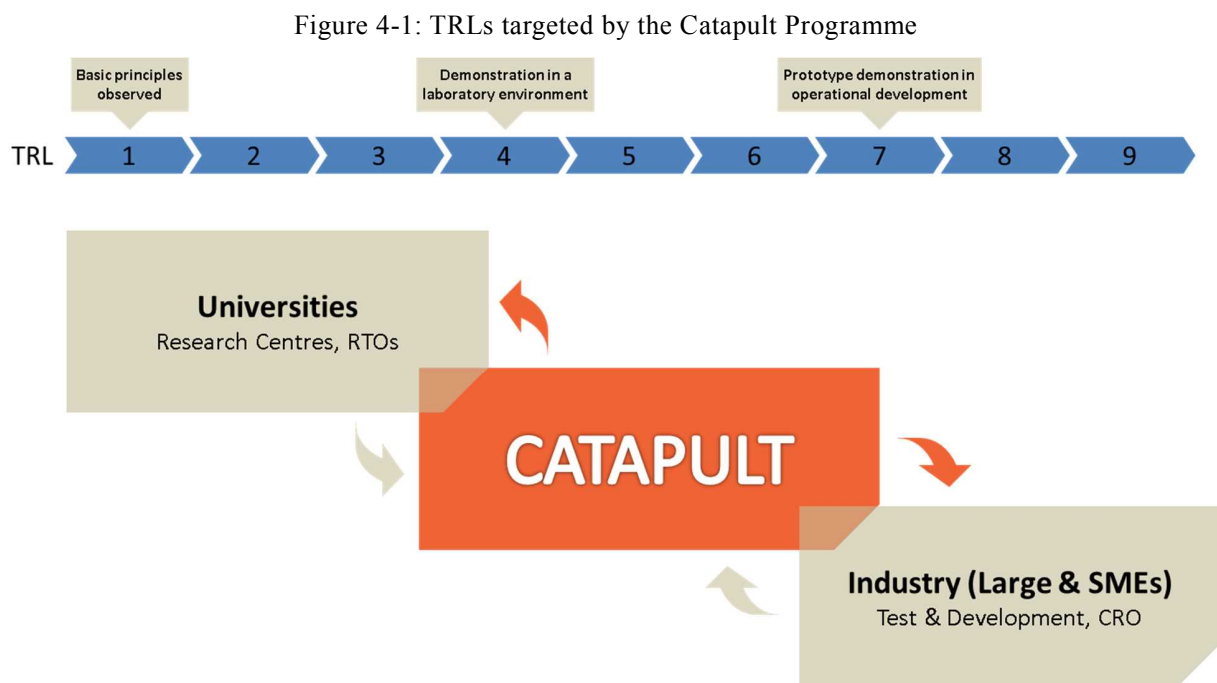 Figure 4-1: TRLs targeted by the Catapult Programme
Basic principles
observed
Demonstration in a
laboratory environment
Prototype demonstration in
operational development
TRL 1 2 3 4 5 6 7 8 9
Universities
Research Centres, RTOs
CATAPULT
Industry (Large & SMEs)
Test & Development, CRO